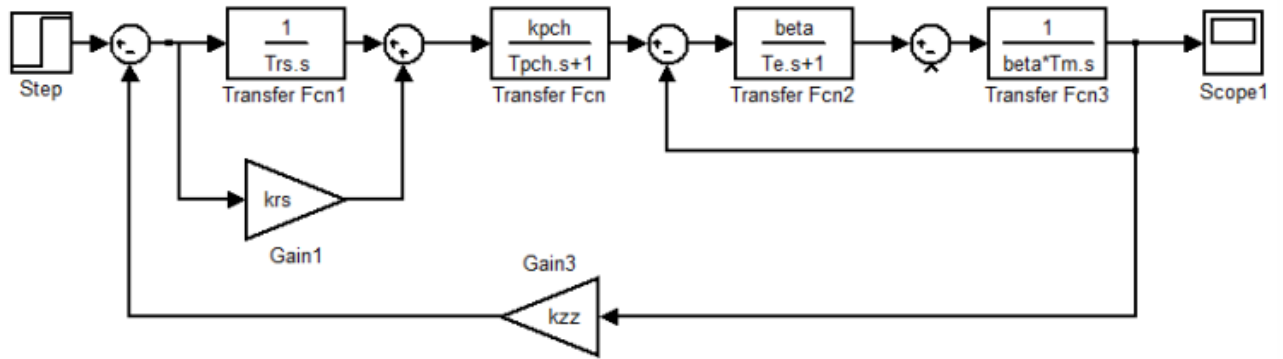 Step
1
Trs.s
Transfer Fcn1
kpch
Tpch.s+1
Transfer Fcn
beta
Te.s+1
Transfer Fcn2
1
beta*Tm.s
Transfer Fcn3
Scope1
krs
Gain1
Gain3
kzz